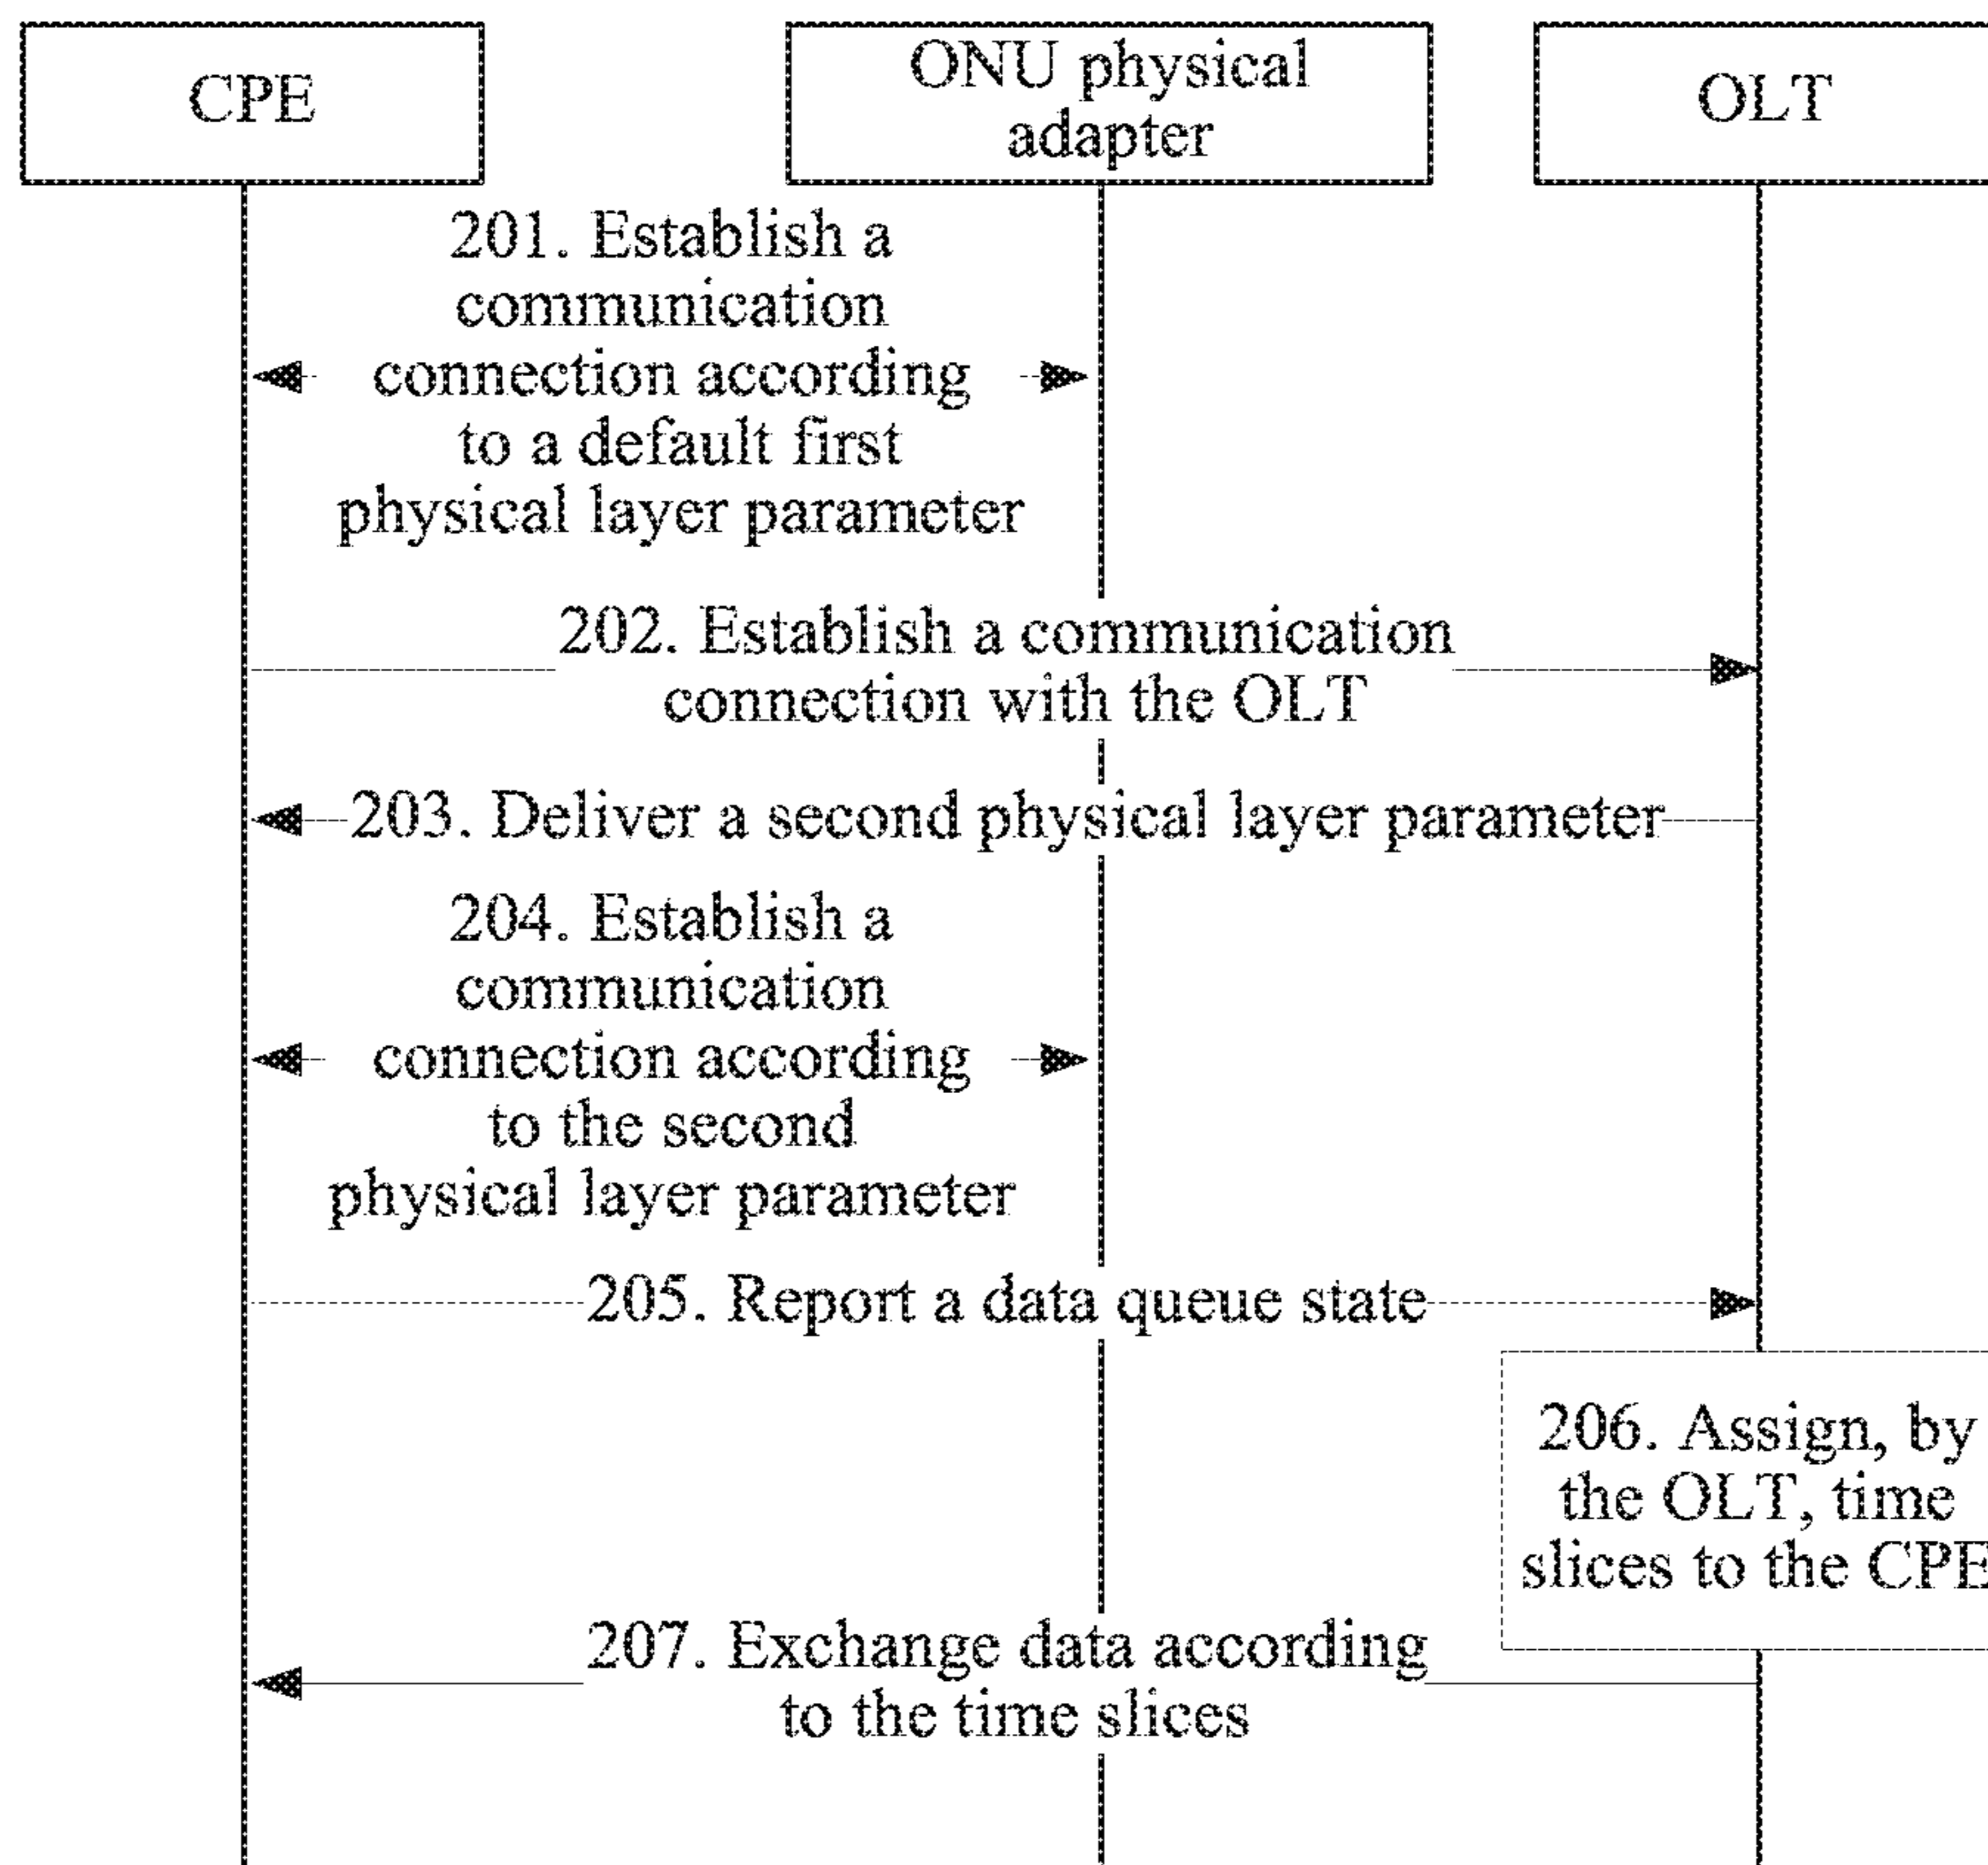 CPE
ONU physical
adapter
OLT
201. Establish a
communication
connection according
to a default first
physical layer parameter
202. Establish a communication
connection with the OLT
203. Deliver a second physical layer parameter
204. Establish a
communication
connection according
to the second
physical layer parameter
205. Report a data queue state
206. Assign, by
the OLT, time
slices to the CPE
207. Exchange data according
to the time slices